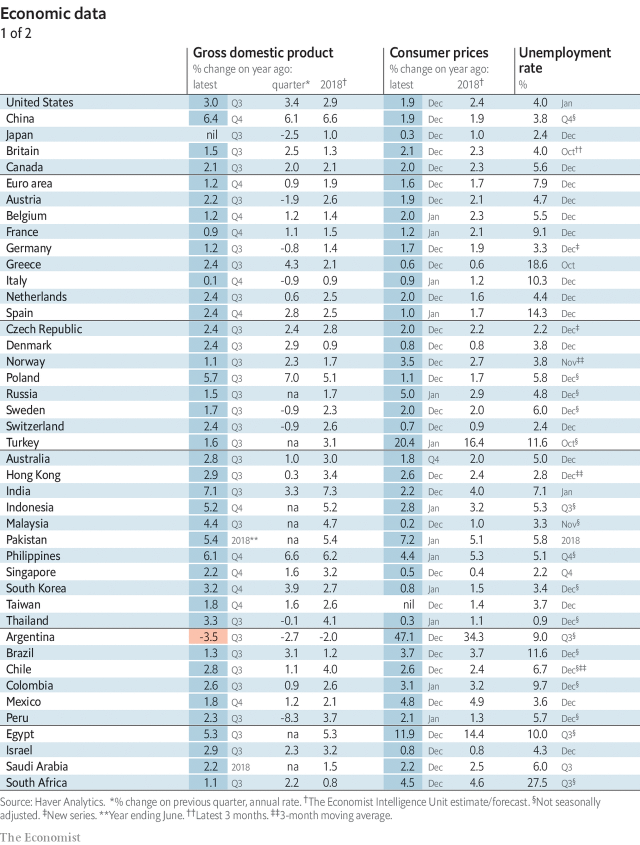 Economic data
1 of 2
Gross domestic product Consumer prices Unemployment
% change on year ago: % change on year ago: rate
latest quarter* 2018† latest 2018† %
United States 3.0 Q3 3.4 2.9 1.9 Dec 2.4 4.0 Jan
China 6.4 Q4 6.1 6.6 1.9 Dec 1.9 3.8 Q4§
Japan nil Q3 -2.5 1.0 0.3 Dec 1.0 2.4 Dec
Britain 1.5 Q3 2.5 1.3 2.1 Dec 2.3 4.0 Oct††
Canada 2.1 Q3 2.0 2.1 2.0 Dec 2.3 5.6 Dec
Euro area 1.2 Q4 0.9 1.9 1.6 Dec 1.7 7.9 Dec
Austria 2.2 Q3 -1.9 2.6 1.9 Dec 2.1 4.7 Dec
Belgium 1.2 Q4 1.2 1.4 2.0 Jan 2.3 5.5 Dec
France 0.9 Q4 1.1 1.5 1.2 Jan 2.1 9.1 Dec
Germany 1.2 Q3 -0.8 1.4 1.7 Dec 1.9 3.3 Dec‡
Greece 2.4 Q3 4.3 2.1 0.6 Dec 0.6 18.6 Oct
Italy 0.1 Q4 -0.9 0.9 0.9 Jan 1.2 10.3 Dec
Netherlands 2.4 Q3 0.6 2.5 2.0 Dec 1.6 4.4 Dec
Spain 2.4 Q4 2.8 2.5 1.0 Jan 1.7 14.3 Dec
Czech Republic 2.4 Q3 2.4 2.8 2.0 Dec 2.2 2.2 Dec‡
Denmark 2.4 Q3 2.9 0.9 0.8 Dec 0.8 3.8 Dec
Norway 1.1 Q3 2.3 1.7 3.5 Dec 2.7 3.8 Nov‡‡
Poland 5.7 Q3 7.0 5.1 1.1 Dec 1.7 5.8 Dec§
Russia 1.5 Q3 na 1.7 5.0 Jan 2.9 4.8 Dec§
Sweden 1.7 Q3 -0.9 2.3 2.0 Dec 2.0 6.0 Dec§
Switzerland 2.4 Q3 -0.9 2.6 0.7 Dec 0.9 2.4 Dec
Turkey 1.6 Q3 na 3.1 20.4 Jan 16.4 11.6 Oct§
Australia 2.8 Q3 1.0 3.0 1.8 Q4 2.0 5.0 Dec
Hong Kong 2.9 Q3 0.3 3.4 2.6 Dec 2.4 2.8 Dec‡‡
India 7.1 Q3 3.3 7.3 2.2 Dec 4.0 7.1 Jan
Indonesia 5.2 Q4 na 5.2 2.8 Jan 3.2 5.3 Q3§
Malaysia 4.4 Q3 na 4.7 0.2 Dec 1.0 3.3 Nov§
Pakistan 5.4 2018** na 5.4 7.2 Jan 5.1 5.8 2018
Philippines 6.1 Q4 6.6 6.2 4.4 Jan 5.3 5.1 Q4§
Singapore 2.2 Q4 1.6 3.2 0.5 Dec 0.4 2.2 Q4
South Korea 3.2 Q4 3.9 2.7 0.8 Jan 1.5 3.4 Dec§
Taiwan 1.8 Q4 1.6 2.6 nil Dec 1.4 3.7 Dec
Thailand 3.3 Q3 -0.1 4.1 0.3 Jan 1.1 0.9 Dec§
Argentina -3.5 Q3 -2.7 -2.0 47.1 Dec 34.3 9.0 Q3§
Brazil 1.3 Q3 3.1 1.2 3.7 Dec 3.7 11.6 Dec§
Chile 2.8 Q3 1.1 4.0 2.6 Dec 2.4 6.7 Dec§‡‡
Colombia 2.6 Q3 0.9 2.6 3.1 Jan 3.2 9.7 Dec§
Mexico 1.8 Q4 1.2 2.1 4.8 Dec 4.9 3.6 Dec
Peru 2.3 Q3 -8.3 3.7 2.1 Jan 1.3 5.7 Dec§
Egypt 5.3 Q3 na 5.3 11.9 Dec 14.4 10.0 Q3§
Israel 2.9 Q3 2.3 3.2 0.8 Dec 0.8 4.3 Dec
Saudi Arabia 2.2 2018 na 1.5 2.2 Dec 2.5 6.0 Q3
South Africa 1.1 Q3 2.2 0.8 4.5 Dec 4.6 27.5 Q3§
Source: Haver Analytics. *% change on previous quarter, annual rate. †The Economist Intelligence Unit estimate/forecast. §Not seasonally
adjusted. ‡New series. **Year ending June. ††Latest 3 months. ‡‡3-month moving average.
The Economist